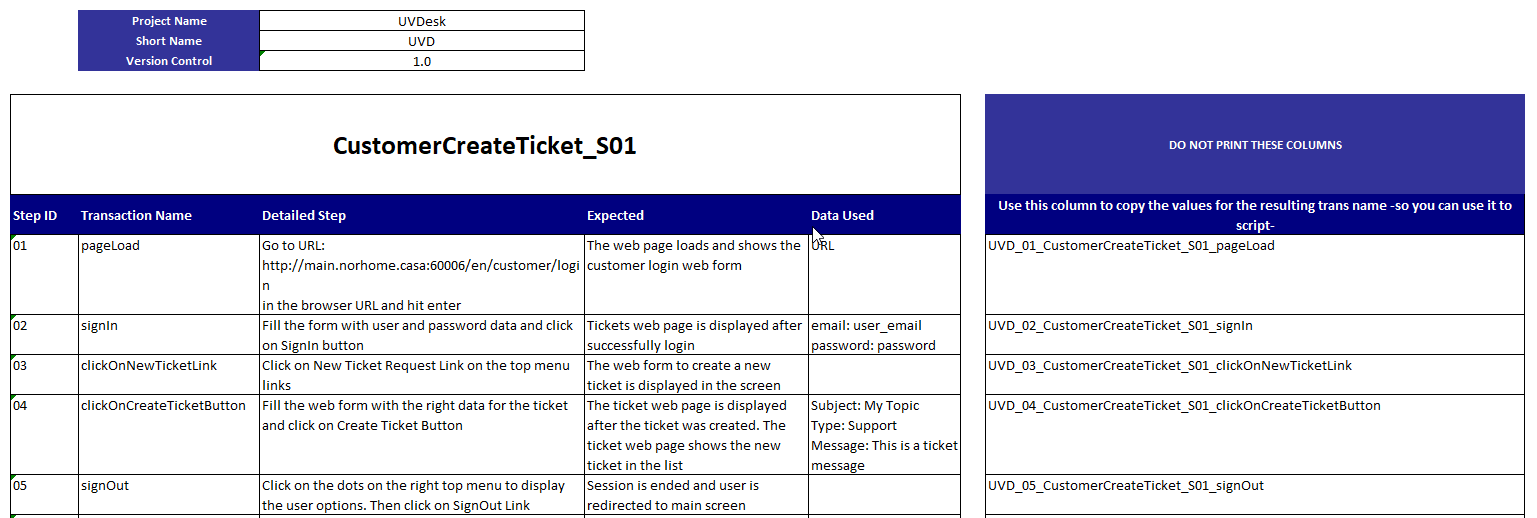 Project Name UVDesk
Short Name UVD
Version Control 1.0
CustomerCreateTicket_S01
DO NOT PRINT THESE COLUMNS
Step ID Transaction Name Detailed Step Expected Data Used
Use this column to copy the values for the resulting trans name -so you can use it to
script-
01 pageLoad Go to URL: The web page loads and shows the URL UVD_01_CustomerCreateTicket_S01_pageLoad
http://main.norhome.casa:60006/en/customer/logi customer login web form
n
in the browser URL and hit enter
02 signIn Fill the form with user and password data and click Tickets web page is displayed after email: user_email UVD_02_CustomerCreateTicket_S01_signIn
on SignIn button successfully login password: password
03 clickOnNewTicketLink Click on New Ticket Request Link on the top menu The web form to create a new UVD_03_CustomerCreateTicket_S01_clickOnNewTicketLink
links ticket is displayed in the screen
04 clickOnCreateTicketButton Fill the web form with the right data for the ticket The ticket web page is displayed Subject: My Topic UVD_04_CustomerCreateTicket_S01_clickOnCreateTicketButton
and click on Create Ticket Button after the ticket was created. The Type: Support
ticket web page shows the new Message: This is a ticket
ticket in the list message
05 signOut Click on the dots on the right top menu to display Session is ended and user is UVD_05_CustomerCreateTicket_S01_signOut
the user options. Then click on SignOut Link redirected to main screen